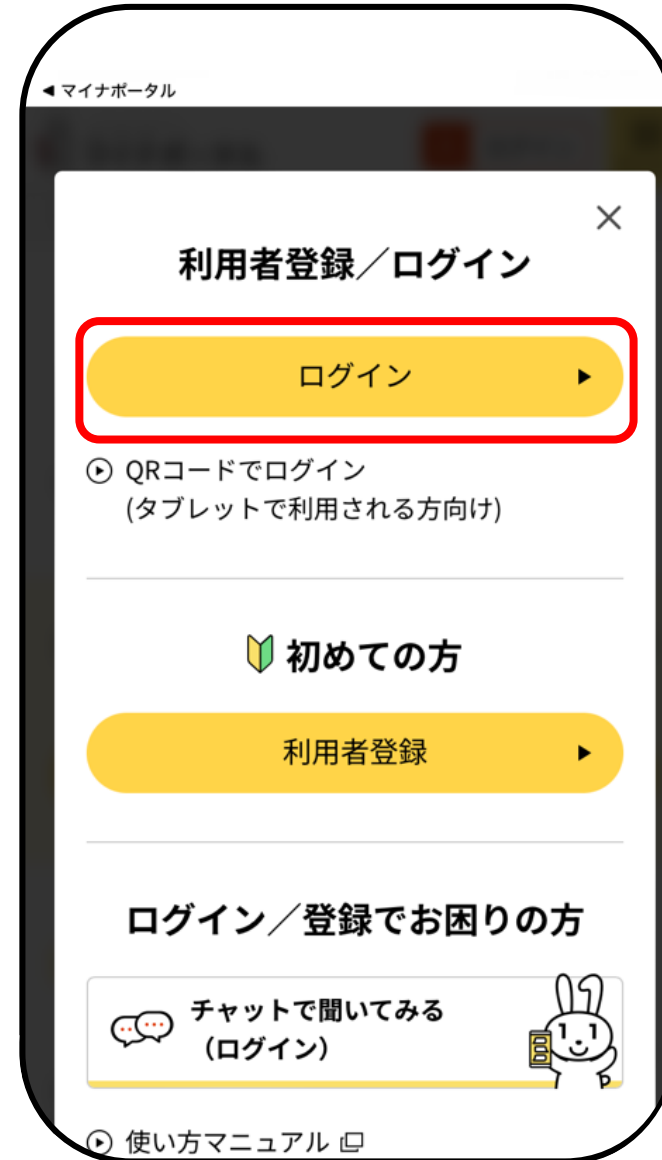 ◀ マイナポータル
利用者登録／ログイン
ログイン
QRコードでログイン
(タブレットで利用される方向け)
初めての方
利用者登録
ログイン／登録でお困りの方
チャットで聞いてみる
（ログイン）
使い方マニュアル